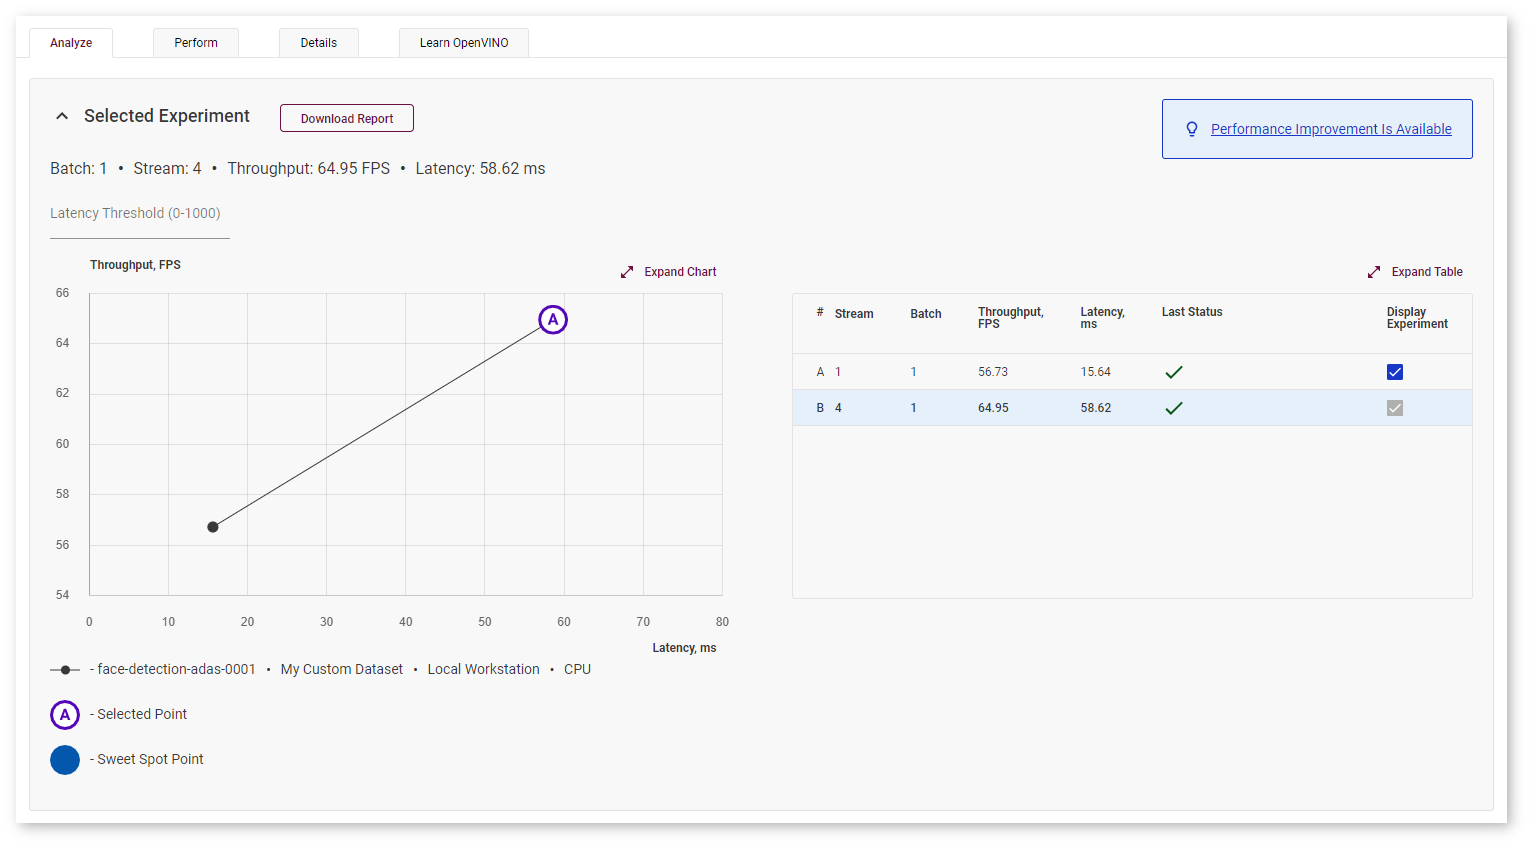 Analyze Perform Details Learn OpenVINO
Selected Experiment Download Report
Performance Improvement Is Available
Batch: 1 • Stream: 4 • Throughput: 64.95 FPS • Latency: 58.62 ms
Latency Threshold (0-1000)
Throughput, FPS
Expand Chart
66
64
62
60
58
56
54
A
0 10 20 30 40 50 60 70 80
Latency, ms
- face-detection-adas-0001 • My Custom Dataset • Local Workstation • CPU
A - Selected Point
- Sweet Spot Point
Expand Table
# Stream Batch Throughput, FPS Latency, ms Last Status Display Experiment
A 1 1 56.73 15.64
B 4 1 64.95 58.62